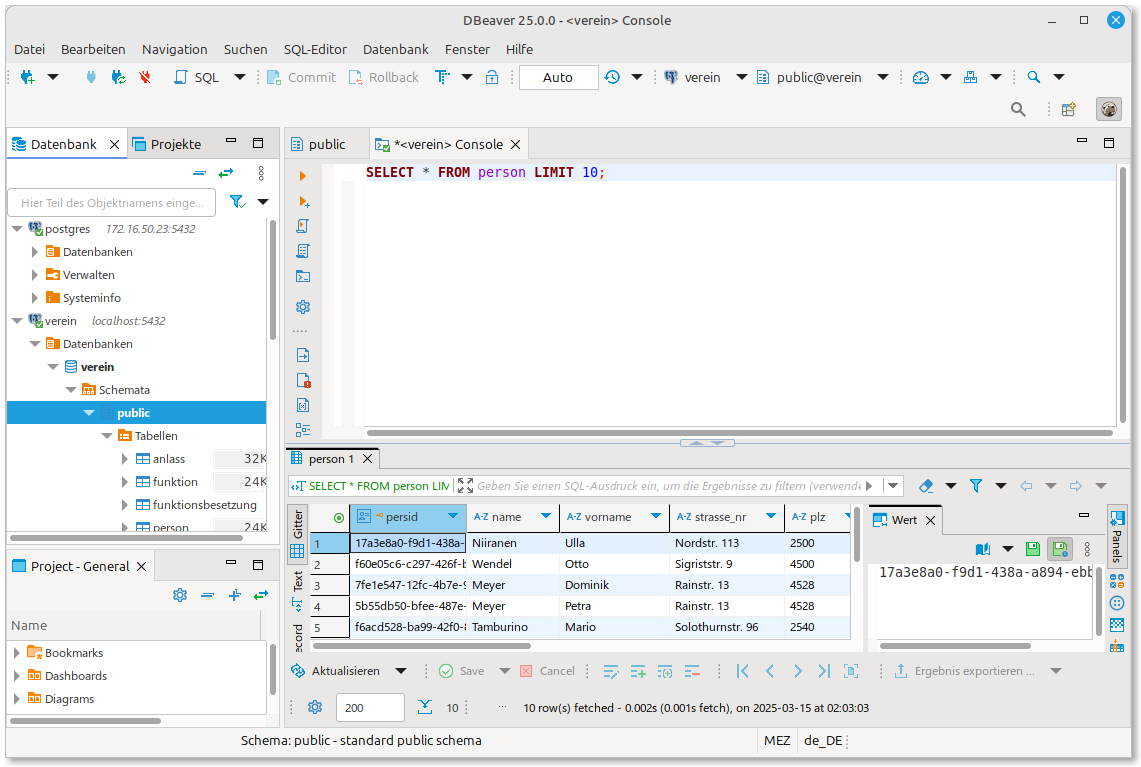 DBeaver 25.0.0 - <verein> Console
Datei Bearbeiten Navigation Suchen SQL-Editor Datenbank Fenster Hilfe
SQL Commit Rollback Auto verein public@verein
Datenbank Projekte
Hier Teil des Objektnamens einge...
postgres 172.16.50.23:5432
Datenbanken
Verwalten
Systeminfo
verein localhost:5432
Datenbanken
verein
Schemata
public
Tabellen
anlass 32K
funktion 24K
funktionsbesetzung
person 24K
Project - General
Name
Bookmarks
Dashboards
Diagrams
public *<verein> Console
SELECT * FROM person LIMIT 10;
person 1
SELECT * FROM person LIM Geben Sie einen SQL-Ausdruck ein, um die Ergebnisse zu filtern (verwende
Gitter
Text
ecord
persid A-Z name A-Z vorname A-Z strasse_nr A-Z plz
1 17a3e8a0-f9d1-438a- Niiranen Ulla Nordstr. 113 2500
2 f60e05c6-c297-426f-b Wendel Otto Sigriststr. 9 4500
3 7fe1e547-12fc-4b7e-9 Meyer Dominik Rainstr. 13 4528
4 5b55db50-bfee-487e- Meyer Petra Rainstr. 13 4528
5 f6acd528-ba99-42f0-8 Tamburino Mario Solothurnstr. 96 2540
Wert
17a3e8a0-f9d1-438a-a894-ebb
Panels
Aktualisieren Save Cancel Ergebnis exportieren ...
200 10 ... 10 row(s) fetched - 0.002s (0.001s fetch), on 2025-03-15 at 02:03:03
Schema: public - standard public schema MEZ de_DE